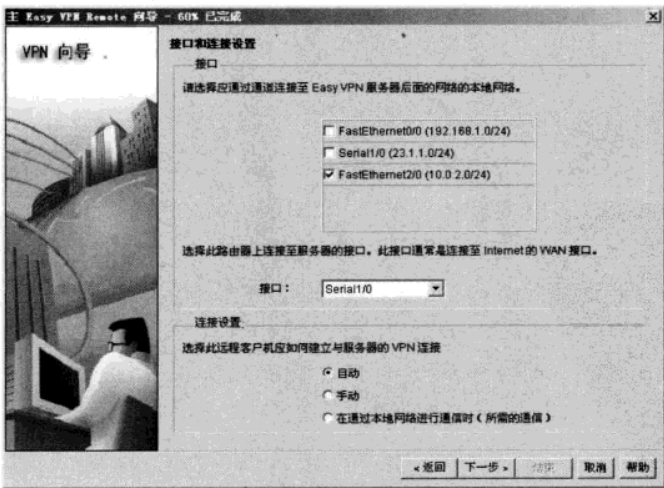 主 Easy VPN Remote 向导 - 60% 已完成
VPN 向导
接口和连接设置
接口
请选择应通过通道连接至 Easy VPN 服务器后面的网络的本地网络。
FastEthernet0/0 (192.168.1.0/24)
Serial1/0 (23.1.1.0/24)
FastEthernet2/0 (10.0 2.0/24)
选择此路由器上连接至服务器的接口。此接口通常是连接至 Internet 的 WAN 接口。
接口： Serial1/0
连接设置
选择此远程客户机应如何建立与服务器的 VPN 连接
自动
手动
在通过本地网络进行通信时（所需的通信）
«返回 下一步» 结束 取消 帮助